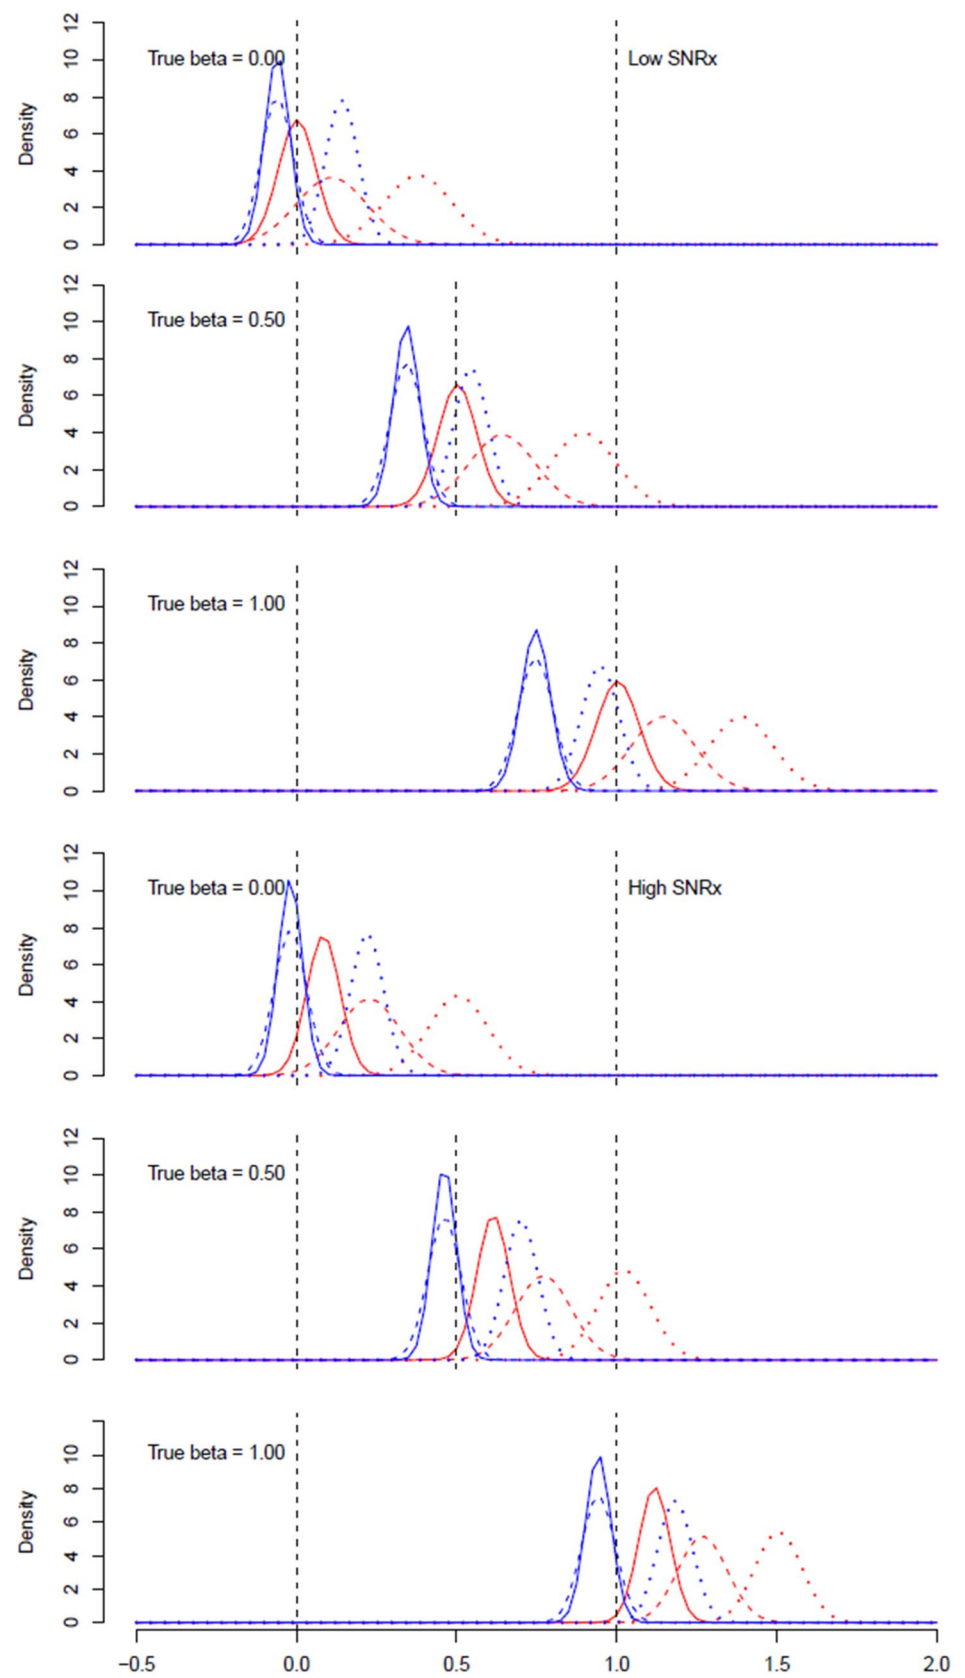 True beta = 0.00 Low SNRx
Density
0 2 4 6 8 10 12
True beta = 0.50
Density
0 2 4 6 8 10 12
True beta = 1.00
Density
0 2 4 6 8 10 12
True beta = 0.00 High SNRx
Density
0 2 4 6 8 10 12
True beta = 0.50
Density
0 2 4 6 8 10 12
True beta = 1.00
Density
0 2 4 6 8 10
−0.5 0.0 0.5 1.0 1.5 2.0